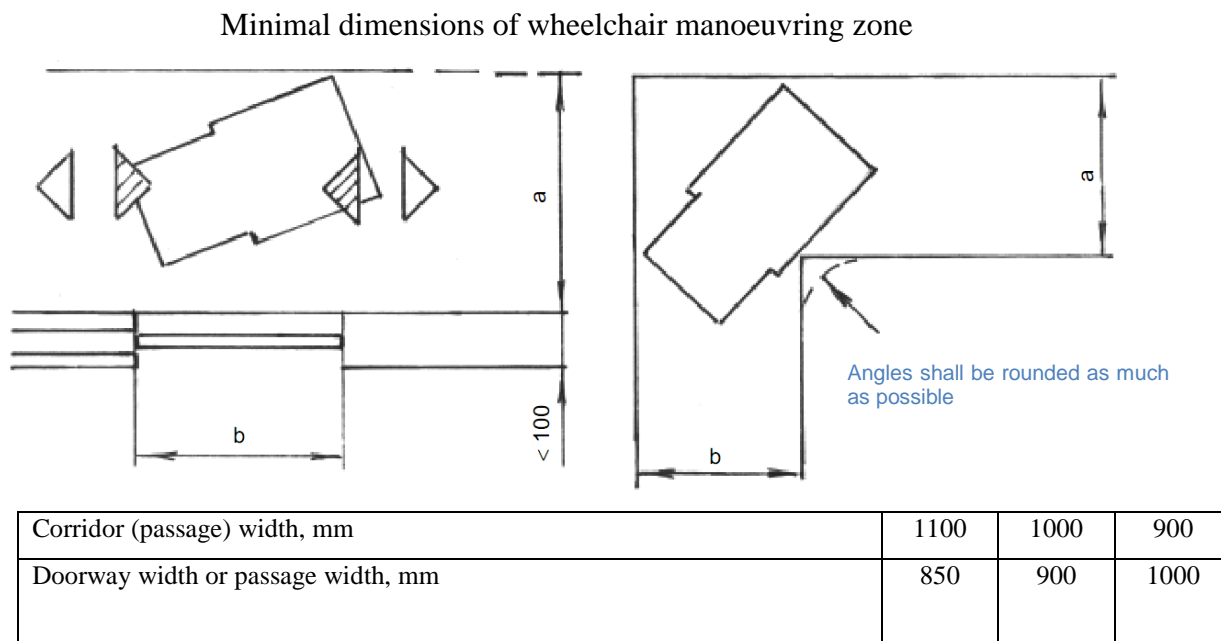 Minimal dimensions of wheelchair manoeuvring zone
a
b
< 100
a
b
Angles shall be rounded as much
as possible
Corridor (passage) width, mm 1100 1000 900
Doorway width or passage width, mm 850 900 1000